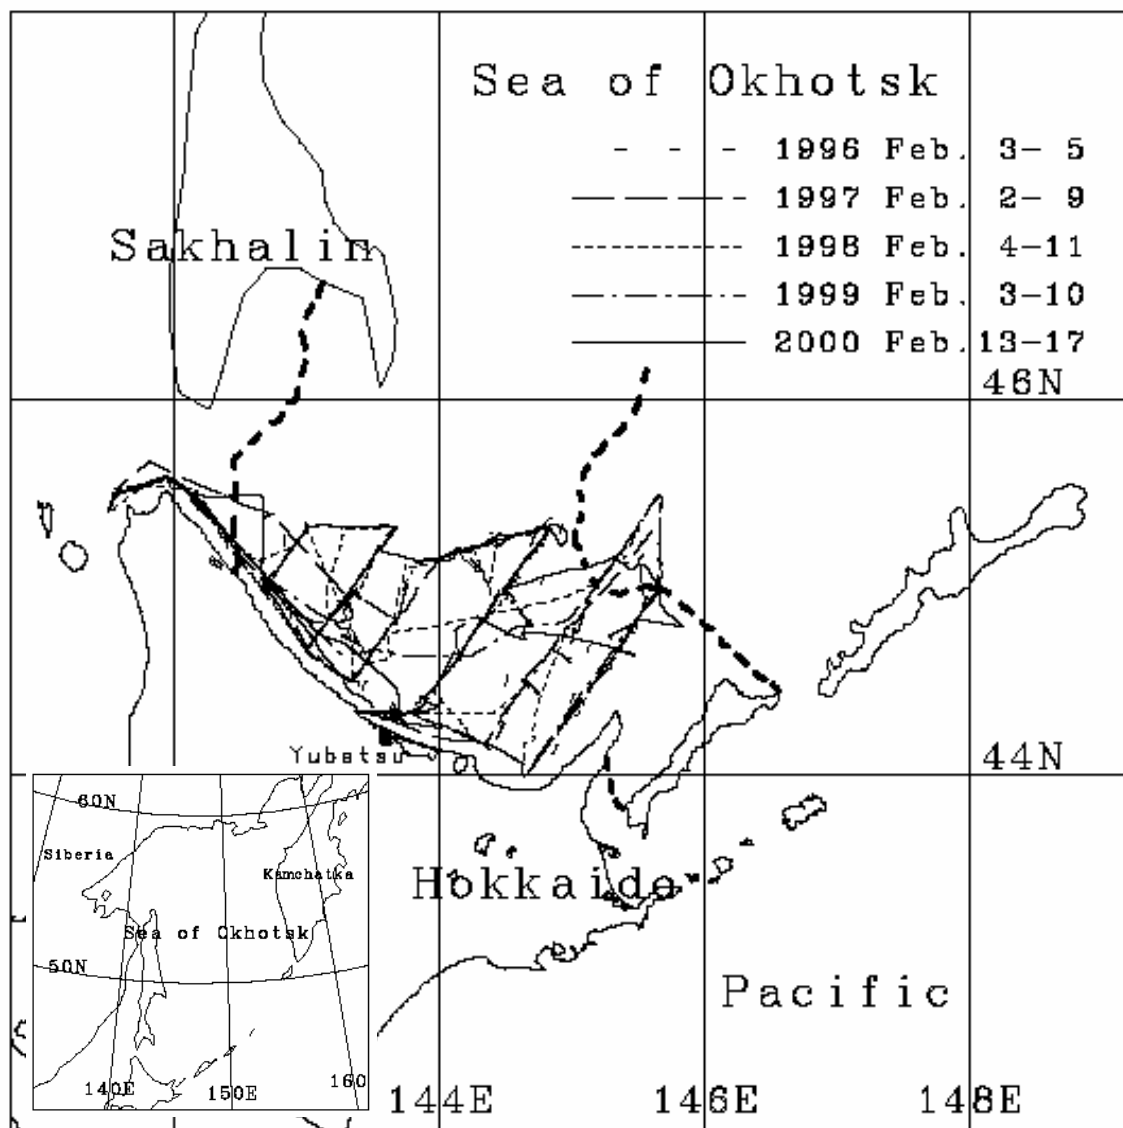 Sea of Okhotsk
1996 Feb. 3- 5
1997 Feb. 2- 9
Sakhalin
1998 Feb. 4-11
1999 Feb. 3-10
2000 Feb. 13-17
46N
Yubetsu
44N
60N
Siberia
Kamchatka
Hokkaido
Sea of Okhotsk
50N
Pacific
140E
150E
160
144E
146E
148E